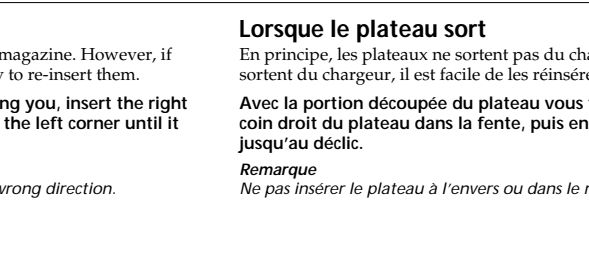 magazine. However, if
to re-insert them.
ng you, insert the right
the left corner until it
wrong direction.
Lorsque le plateau sort
En principe, les plateaux ne sortent pas du
sortent du chargeur, il est facile de les
Avec la portion découpée du plateau vous
coin droit du plateau dans la fente, puis
jusqu'au déclic.
Remarque
Ne pas insérer le plateau à l'envers ou dans le